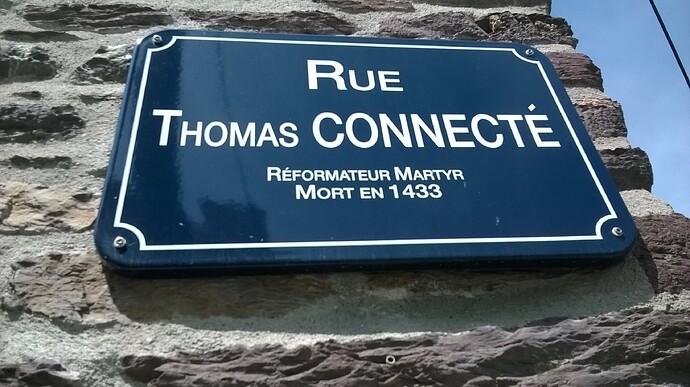 RUE
THOMAS CONNECTÉ
RÉFORMATEUR MARTYR
MORT EN 1433